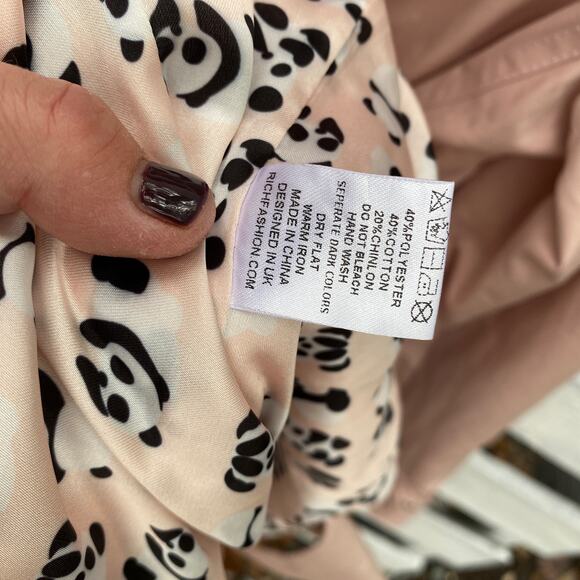 40%POLYESTER
40%COTTON
20%CHINLON
DO NOT BLEACH
HAND WASH
SEPERATE DARK COLORS
DRY FLAT
WARM IRON
MADE IN CHINA
DESIGNED IN UK
RICHFASHION.COM